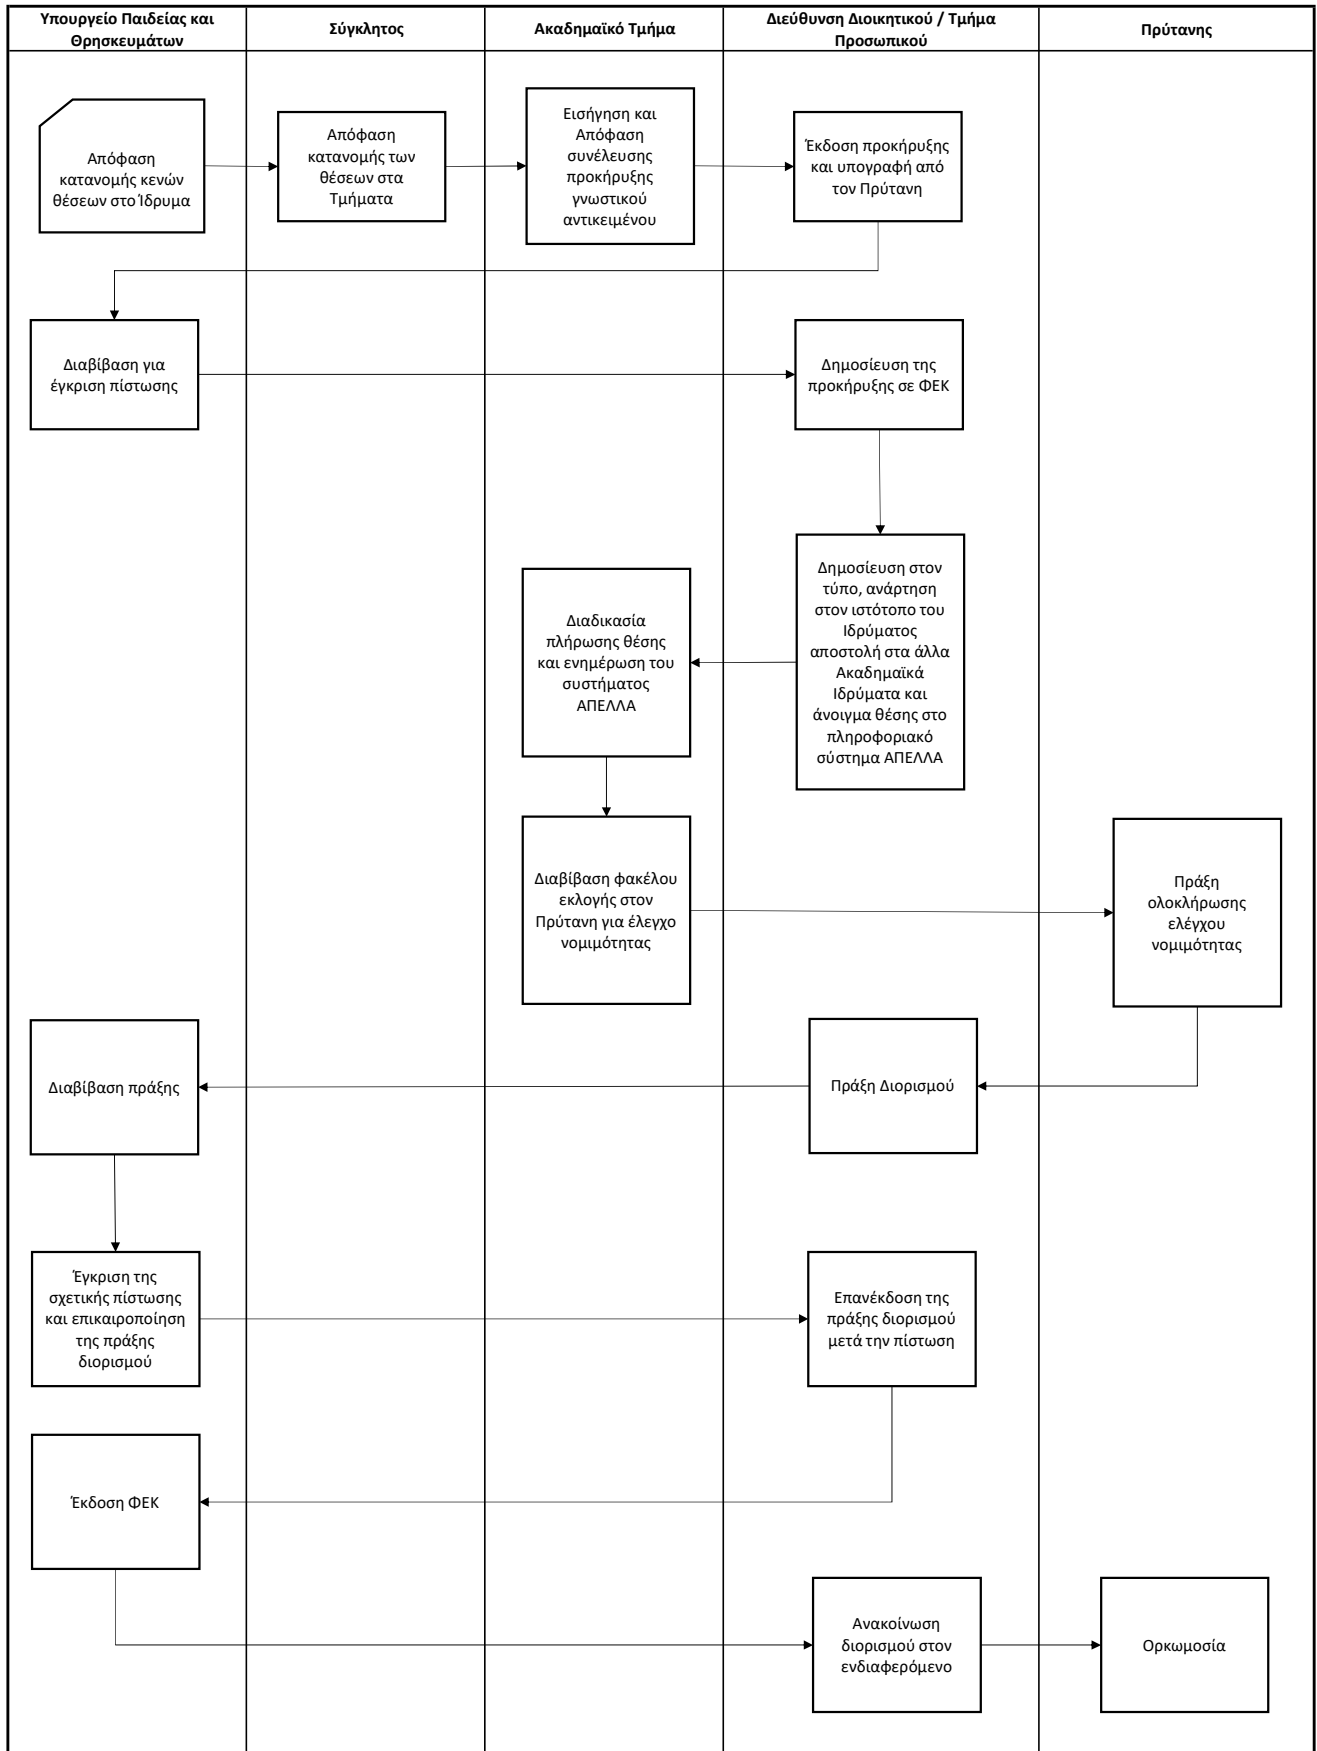 Υπουργείο Παιδείας και
Θρησκευμάτων
Σύγκλητος
Ακαδημαϊκό Τμήμα
Διεύθυνση Διοικητικού / Τμήμα
Προσωπικού
Πρύτανης
Απόφαση
κατανομής κενών
θέσεων στο Ίδρυμα
Απόφαση
κατανομής των
θέσεων στα
Τμήματα
Εισήγηση και
Απόφαση
συνέλευσης
προκήρυξης
γνωστικού
αντικειμένου
Έκδοση προκήρυξης
και υπογραφή από
τον Πρύτανη
Διαβίβαση για
έγκριση πίστωσης
Δημοσίευση της
προκήρυξης σε ΦΕΚ
Δημοσίευση στον
τύπο, ανάρτηση
στον ιστότοπο του
Ιδρύματος
αποστολή στα άλλα
Ακαδημαϊκά
Ιδρύματα και
άνοιγμα θέσης στο
πληροφοριακό
σύστημα ΑΠΕΛΛΑ
Διαδικασία
πλήρωσης θέσης
και ενημέρωση του
συστήματος
ΑΠΕΛΛΑ
Διαβίβαση φακέλου
εκλογής στον
Πρύτανη για έλεγχο
νομιμότητας
Πράξη
ολοκλήρωσης
ελέγχου
νομιμότητας
Διαβίβαση πράξης
Πράξη Διορισμού
Έγκριση της
σχετικής πίστωσης
και επικαιροποίηση
της πράξης
διορισμού
Επανέκδοση της
πράξης διορισμού
μετά την πίστωση
Έκδοση ΦΕΚ
Ανακοίνωση
διορισμού στον
ενδιαφερόμενο
Ορκωμοσία